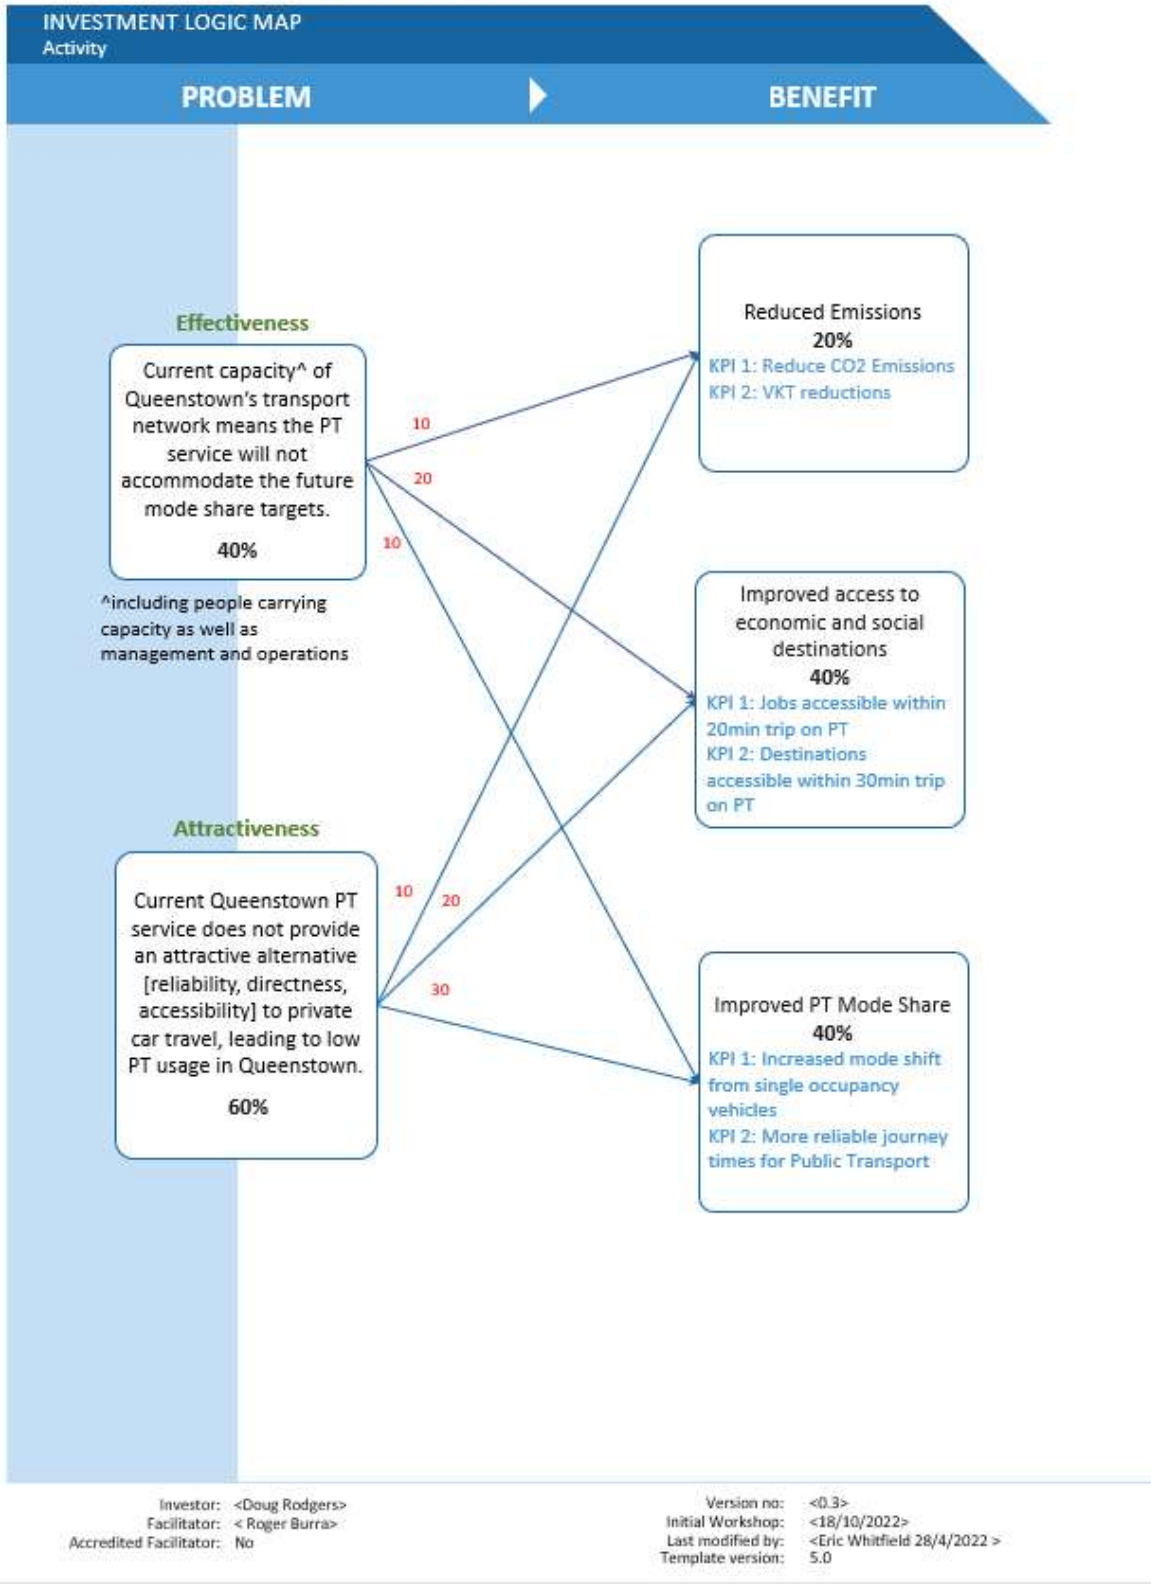 INVESTMENT LOGIC MAP
Activity
PROBLEM
BENEFIT
Effectiveness
Current capacity^ of
Queenstown's transport
network means the PT
service will not
accommodate the future
mode share targets.
40%
^including people carrying
capacity as well as
management and operations
10
20
10
Attractiveness
Current Queenstown PT
service does not provide
an attractive alternative
[reliability, directness,
accessibility] to private
car travel, leading to low
PT usage in Queenstown.
60%
10
20
30
Reduced Emissions
20%
KPI 1: Reduce CO2 Emissions
KPI 2: VKT reductions
Improved access to
economic and social
destinations
40%
KPI 1: Jobs accessible within
20min trip on PT
KPI 2: Destinations
accessible within 30min trip
on PT
Improved PT Mode Share
40%
KPI 1: Increased mode shift
from single occupancy
vehicles
KPI 2: More reliable journey
times for Public Transport
Investor: <Doug Rodgers>
Facilitator: < Roger Burra>
Accredited Facilitator: No
Version no: <0.3>
Initial Workshop: <18/10/2022>
Last modified by: <Eric Whitfield 28/4/2022 >
Template version: 5.0